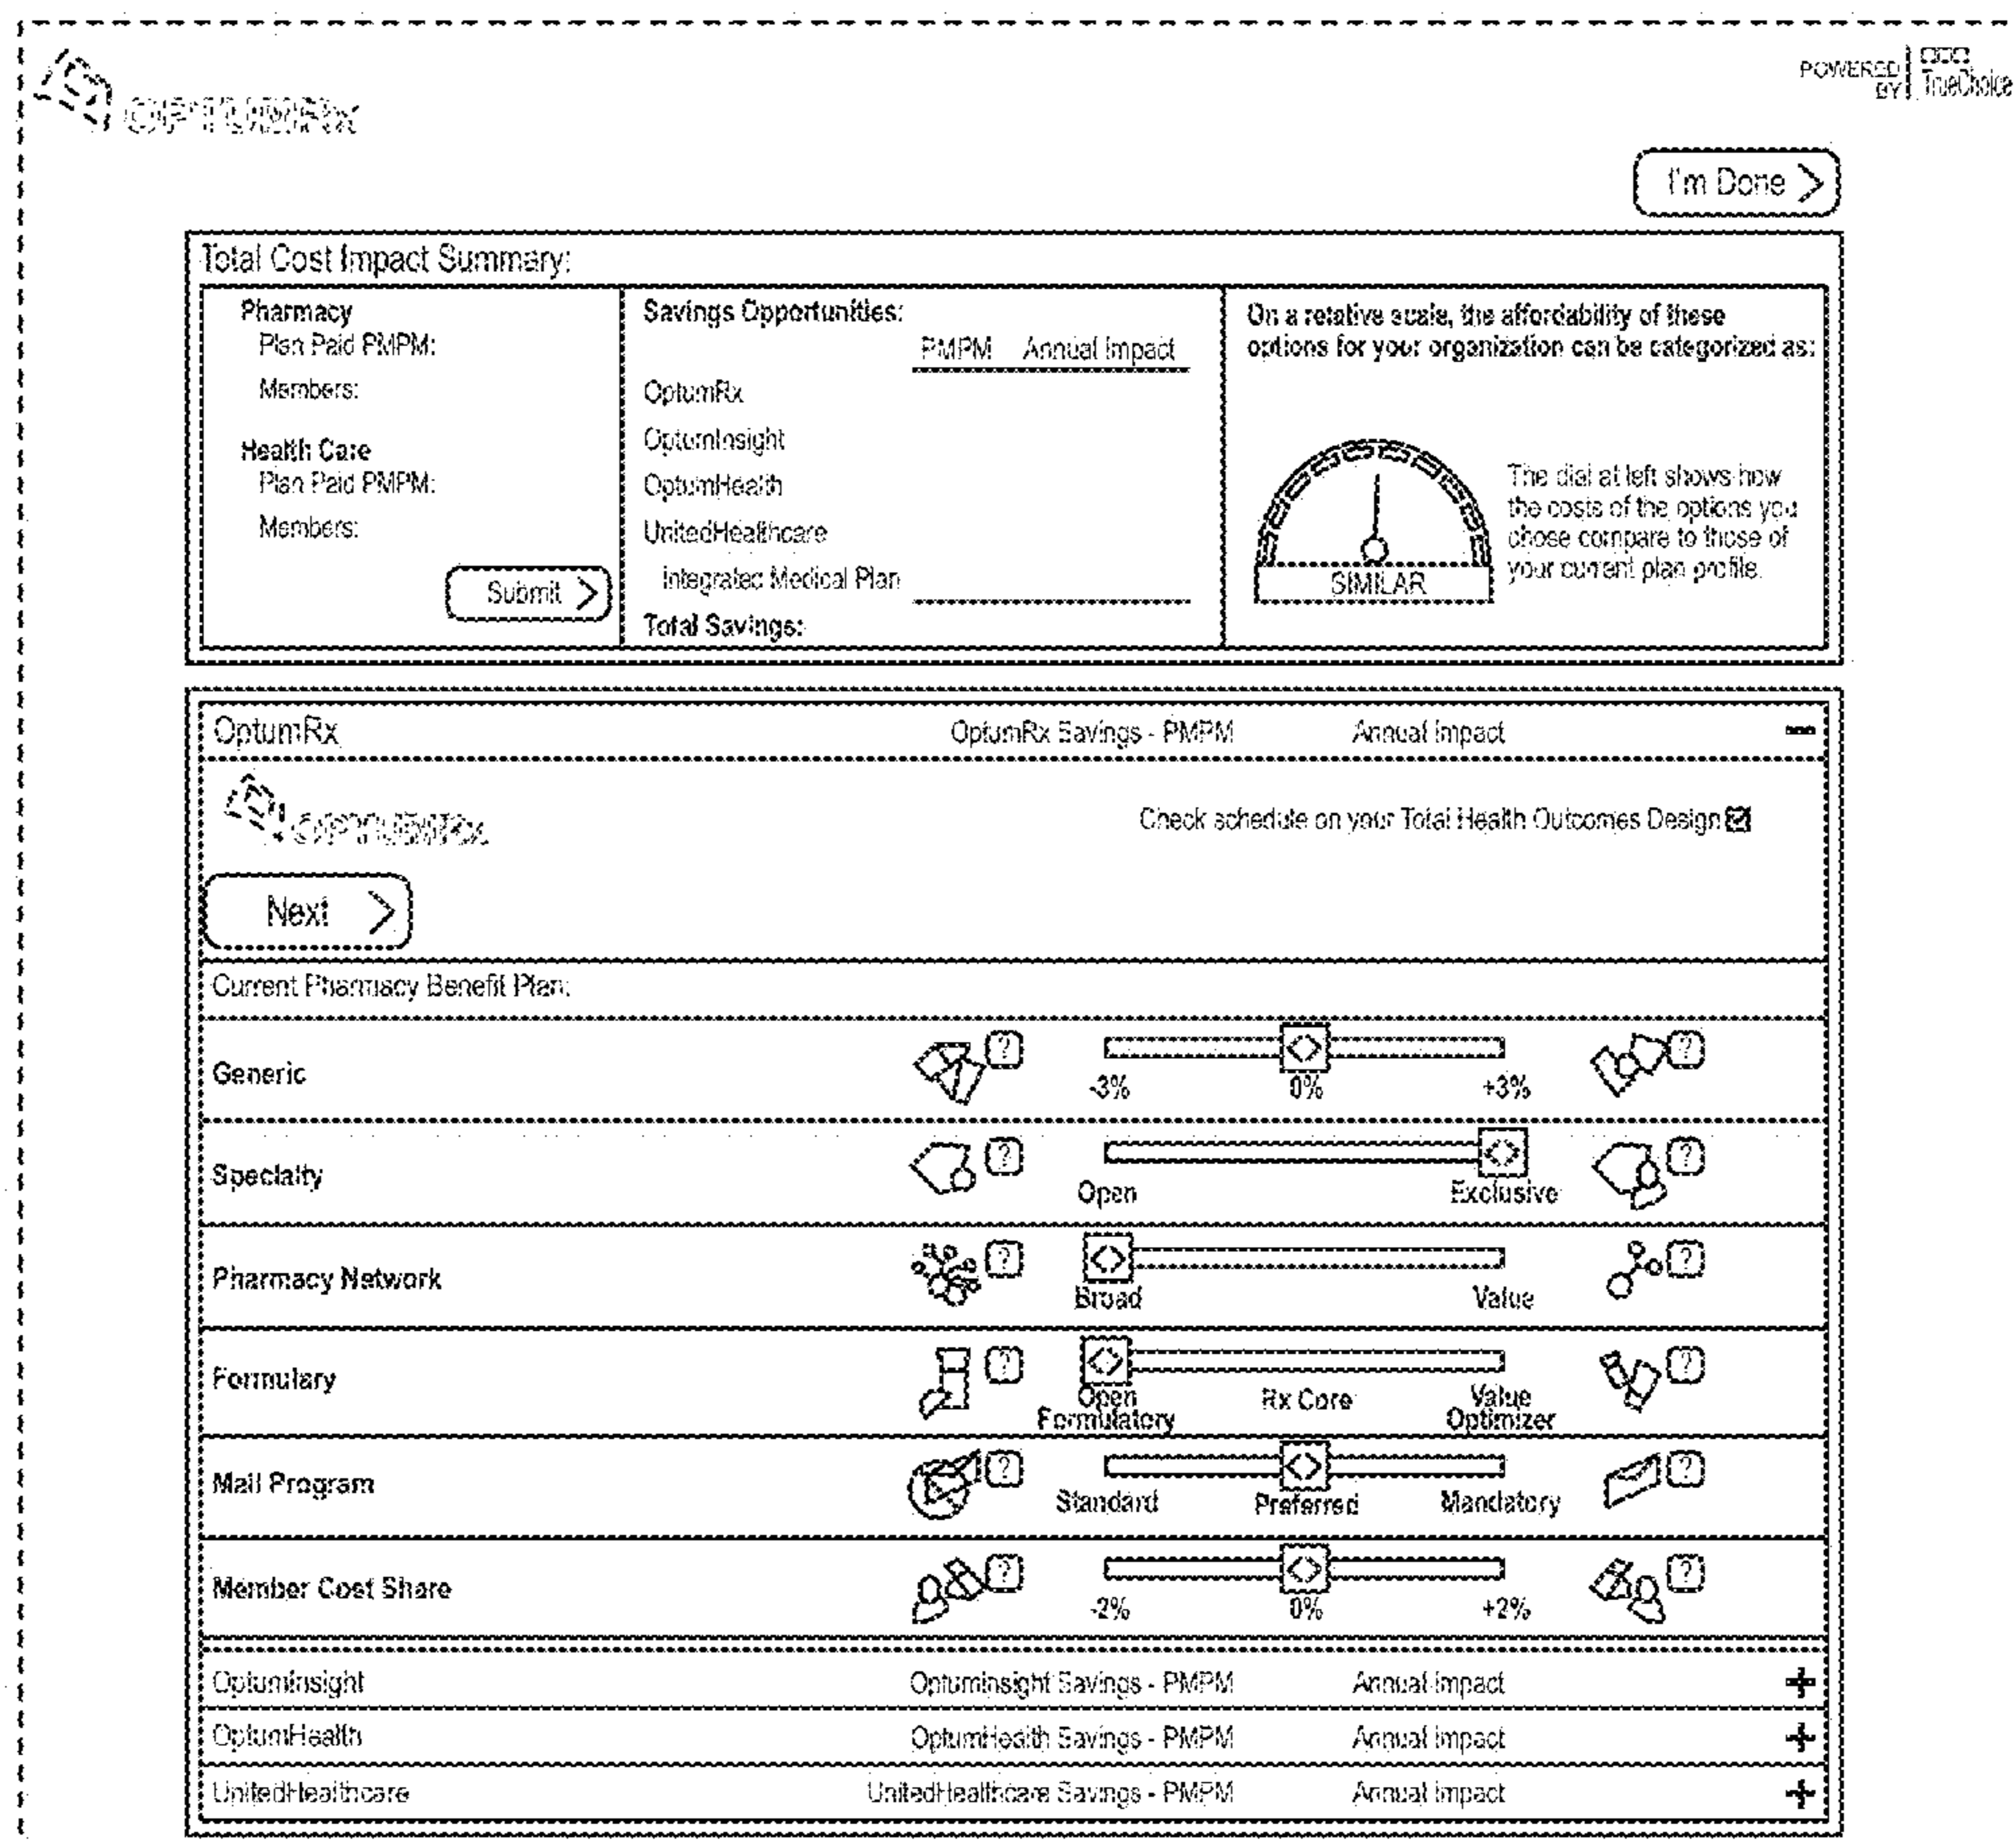 OPTUMRx
POWERED BY TrueChoice
I'm Done
Total Cost Impact Summary:
Pharmacy
Plan Paid PMPM:
Members:
Health Care
Plan Paid PMPM:
Members:
Submit
Savings Opportunities:
PMPM Annual Impact
OptumRx
OptumInsight
OptumHealth
UnitedHealthcare
Integrated Medical Plan
Total Savings:
On a relative scale, the affordability of these
options for your organization can be categorized as:
SIMILAR
The dial at left shows how
the costs of the options you
chose compare to those of
your current plan profile.
OptumRx OptumRx Savings - PMPM Annual Impact
OPTUMRx
Check schedule on your Total Health Outcomes Design
Next
Current Pharmacy Benefit Plan:
Generic ? ?
-3% 0% +3%
Specialty ? ?
Open Exclusive
Pharmacy Network ? ?
Broad Value
Formulary ? ?
Open Formulatory Rx Core Value Optimizer
Mail Program ? ?
Standard Preferred Mandatory
Member Cost Share ? ?
-2% 0% +2%
OptumInsight OptumInsight Savings - PMPM Annual Impact
OptumHealth OptumHealth Savings - PMPM Annual Impact
UnitedHealthcare UnitedHealthcare Savings - PMPM Annual Impact